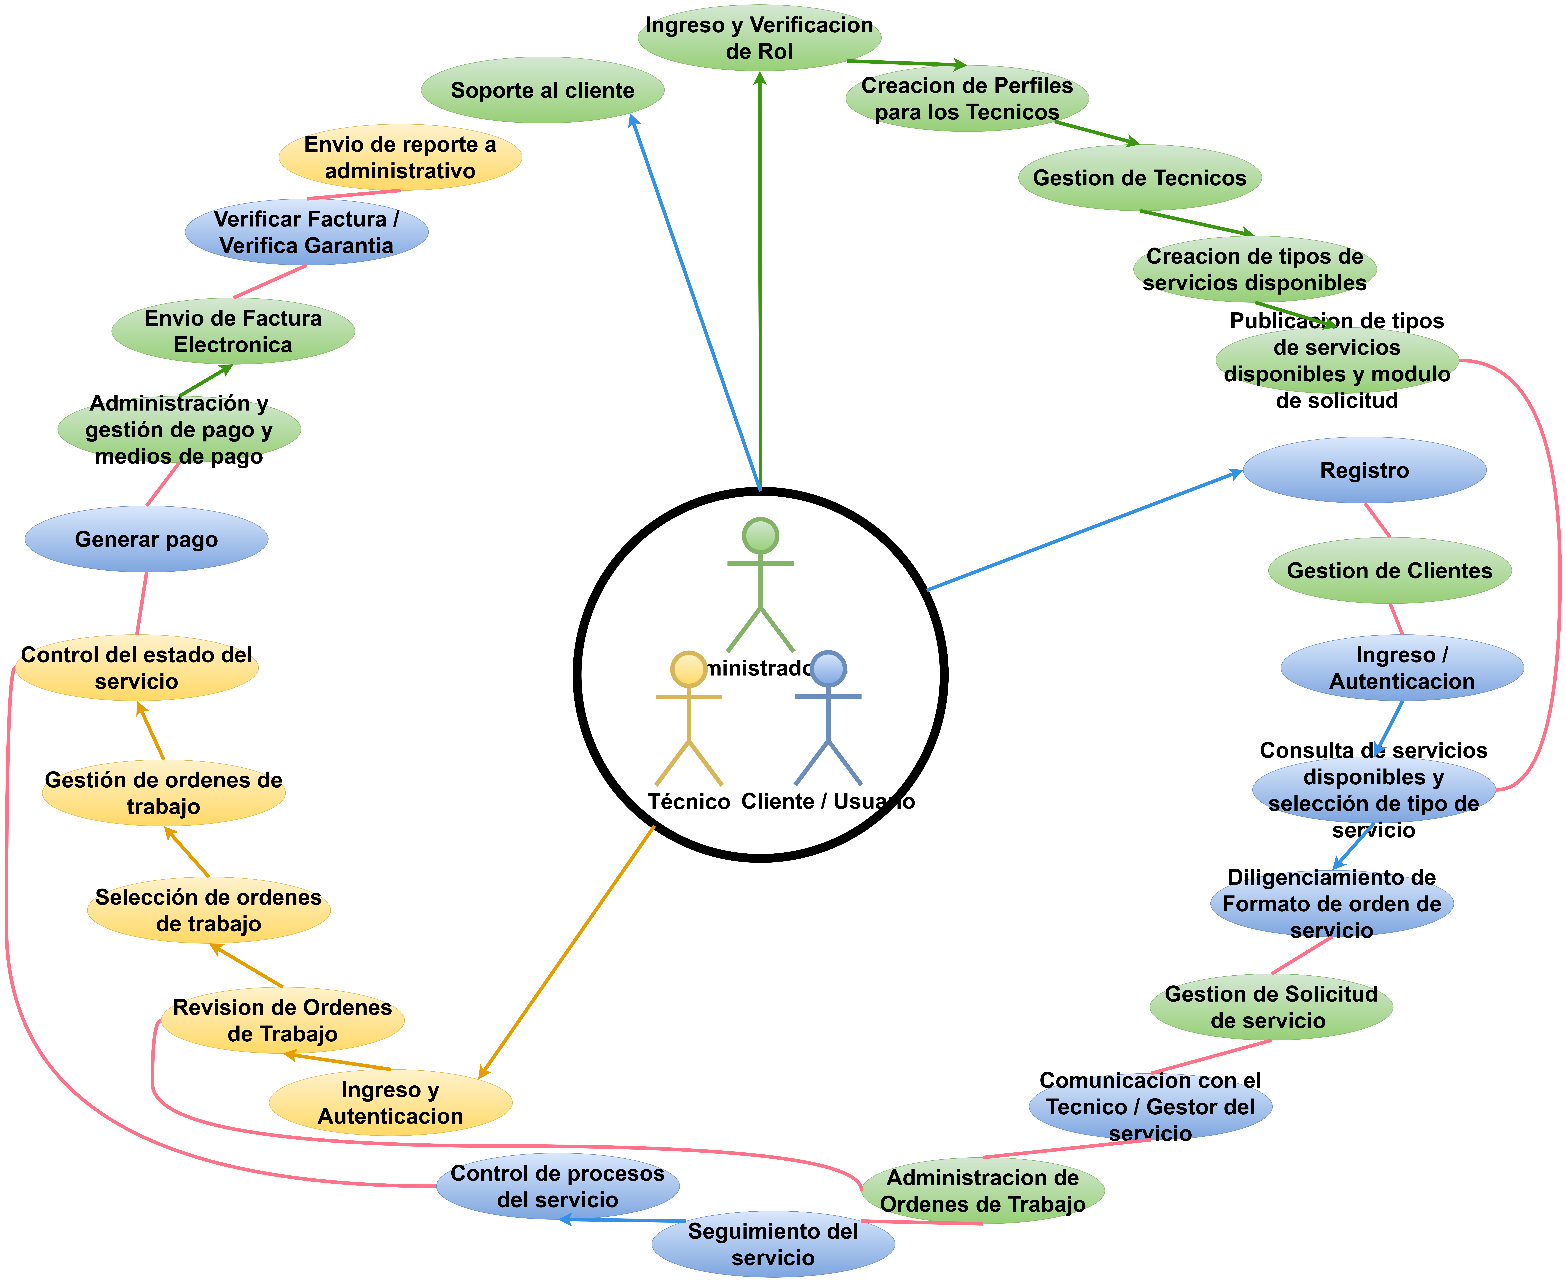 Ingreso y Verificacion
de Rol
Soporte al cliente
Creacion de Perfiles
para los Tecnicos
Envio de reporte a
administrativo
Gestion de Tecnicos
Verificar Factura /
Verifica Garantia
Creacion de tipos de
servicios disponibles
Envio de Factura
Electronica
Publicacion de tipos
de servicios
disponibles y modulo
de solicitud
Administración y
gestión de pago y
medios de pago
Registro
Generar pago
Gestion de Clientes
Control del estado del
servicio
ministrado
Ingreso /
Autenticacion
Técnico
Cliente / Usuario
Gestión de ordenes de
trabajo
Consulta de servicios
disponibles y
selección de tipo de
servicio
Selección de ordenes
de trabajo
Diligenciamiento de
Formato de orden de
servicio
Revision de Ordenes
de Trabajo
Gestion de Solicitud
de servicio
Ingreso y
Autenticacion
Comunicacion con el
Tecnico / Gestor del
servicio
Control de procesos
del servicio
Administracion de
Ordenes de Trabajo
Seguimiento del
servicio